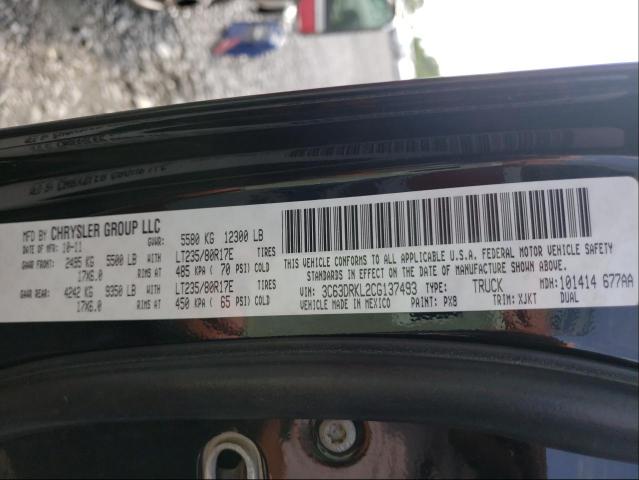 MFD BY CHRYSLER GROUP LLC
DATE OF MFR: 10-11 GVWR: 5580 KG 12300 LB
GAWR FRONT: 2495 KG 5500 LB WITH LT235/80R17E TIRES
17X6.0 RIMS AT 485 KPA ( 70 PSI) COLD
GAWR REAR: 4242 KG 9350 LB WITH LT235/80R17E TIRES
17X6.0 RIMS AT 450 KPA ( 65 PSI) COLD
THIS VEHICLE CONFORMS TO ALL APPLICABLE U.S.A. FEDERAL MOTOR VEHICLE SAFETY
STANDARDS IN EFFECT ON THE DATE OF MANUFACTURE SHOWN ABOVE.
VIN: 3C63DRKL2CG137493 TYPE: TRUCK MDH: 101414 677AA
VEHICLE MADE IN MEXICO PAINT: PX8 TRIM: XJKT DUAL